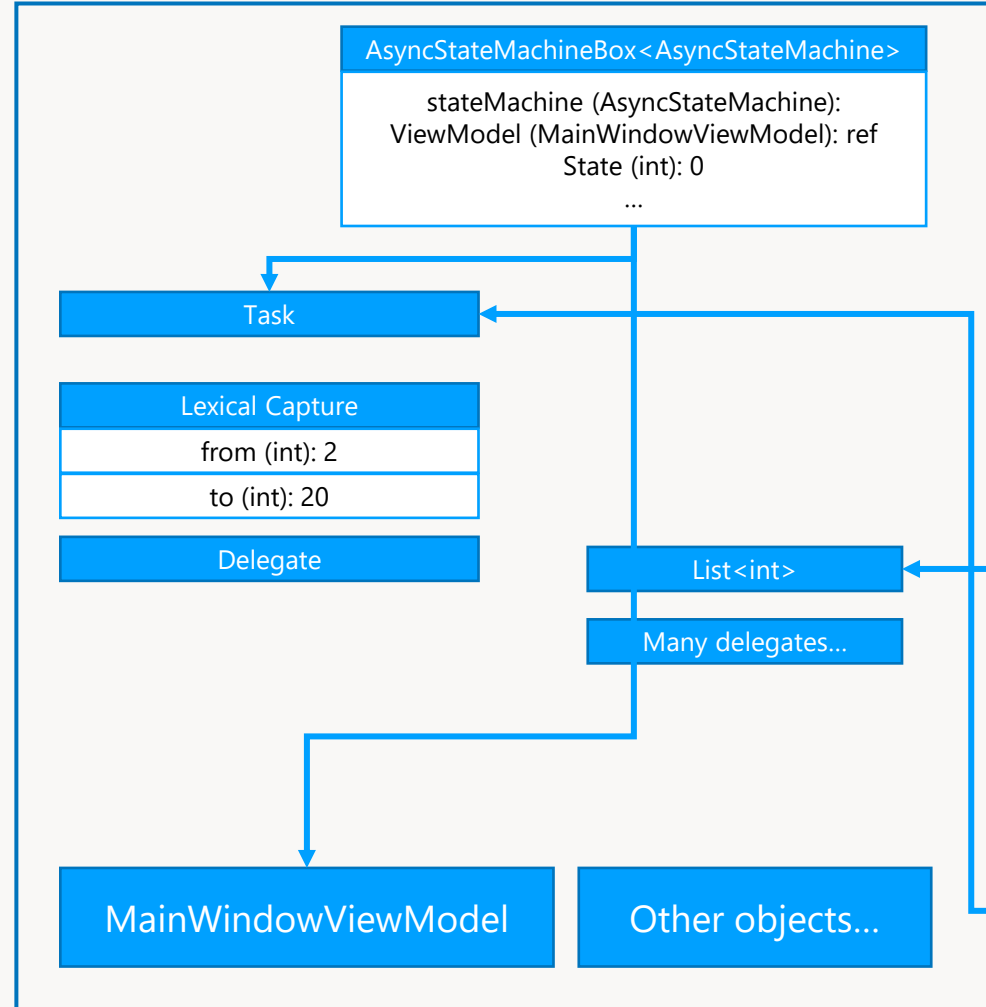 AsyncStateMachineBox<AsyncStateMachine>
stateMachine (AsyncStateMachine):
ViewModel (MainWindowViewModel): ref
State (int): 0
…
Task
Lexical Capture
from (int): 2
to (int): 20
Delegate
List<int>
Many delegates…
MainWindowViewModel
Other objects…